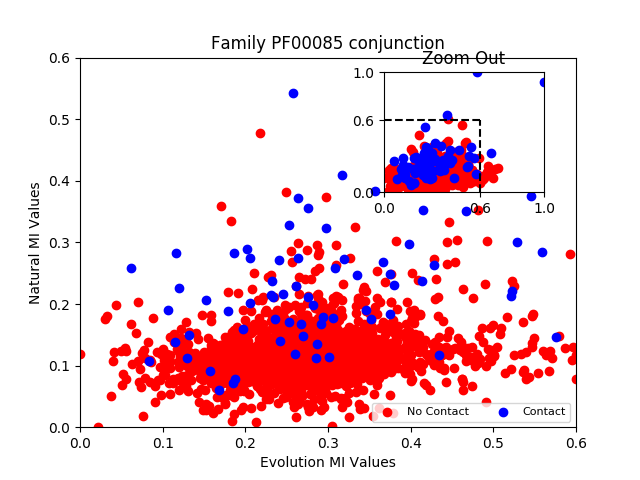 Family PF00085 conjunction
Zoom Out
1.0
0.6
0.0
0.0 0.6 1.0
0.6
0.5
0.4
0.3
0.2
0.1
0.0
Natural MI Values
No Contact Contact
0.0 0.1 0.2 0.3 0.4 0.5 0.6
Evolution MI Values